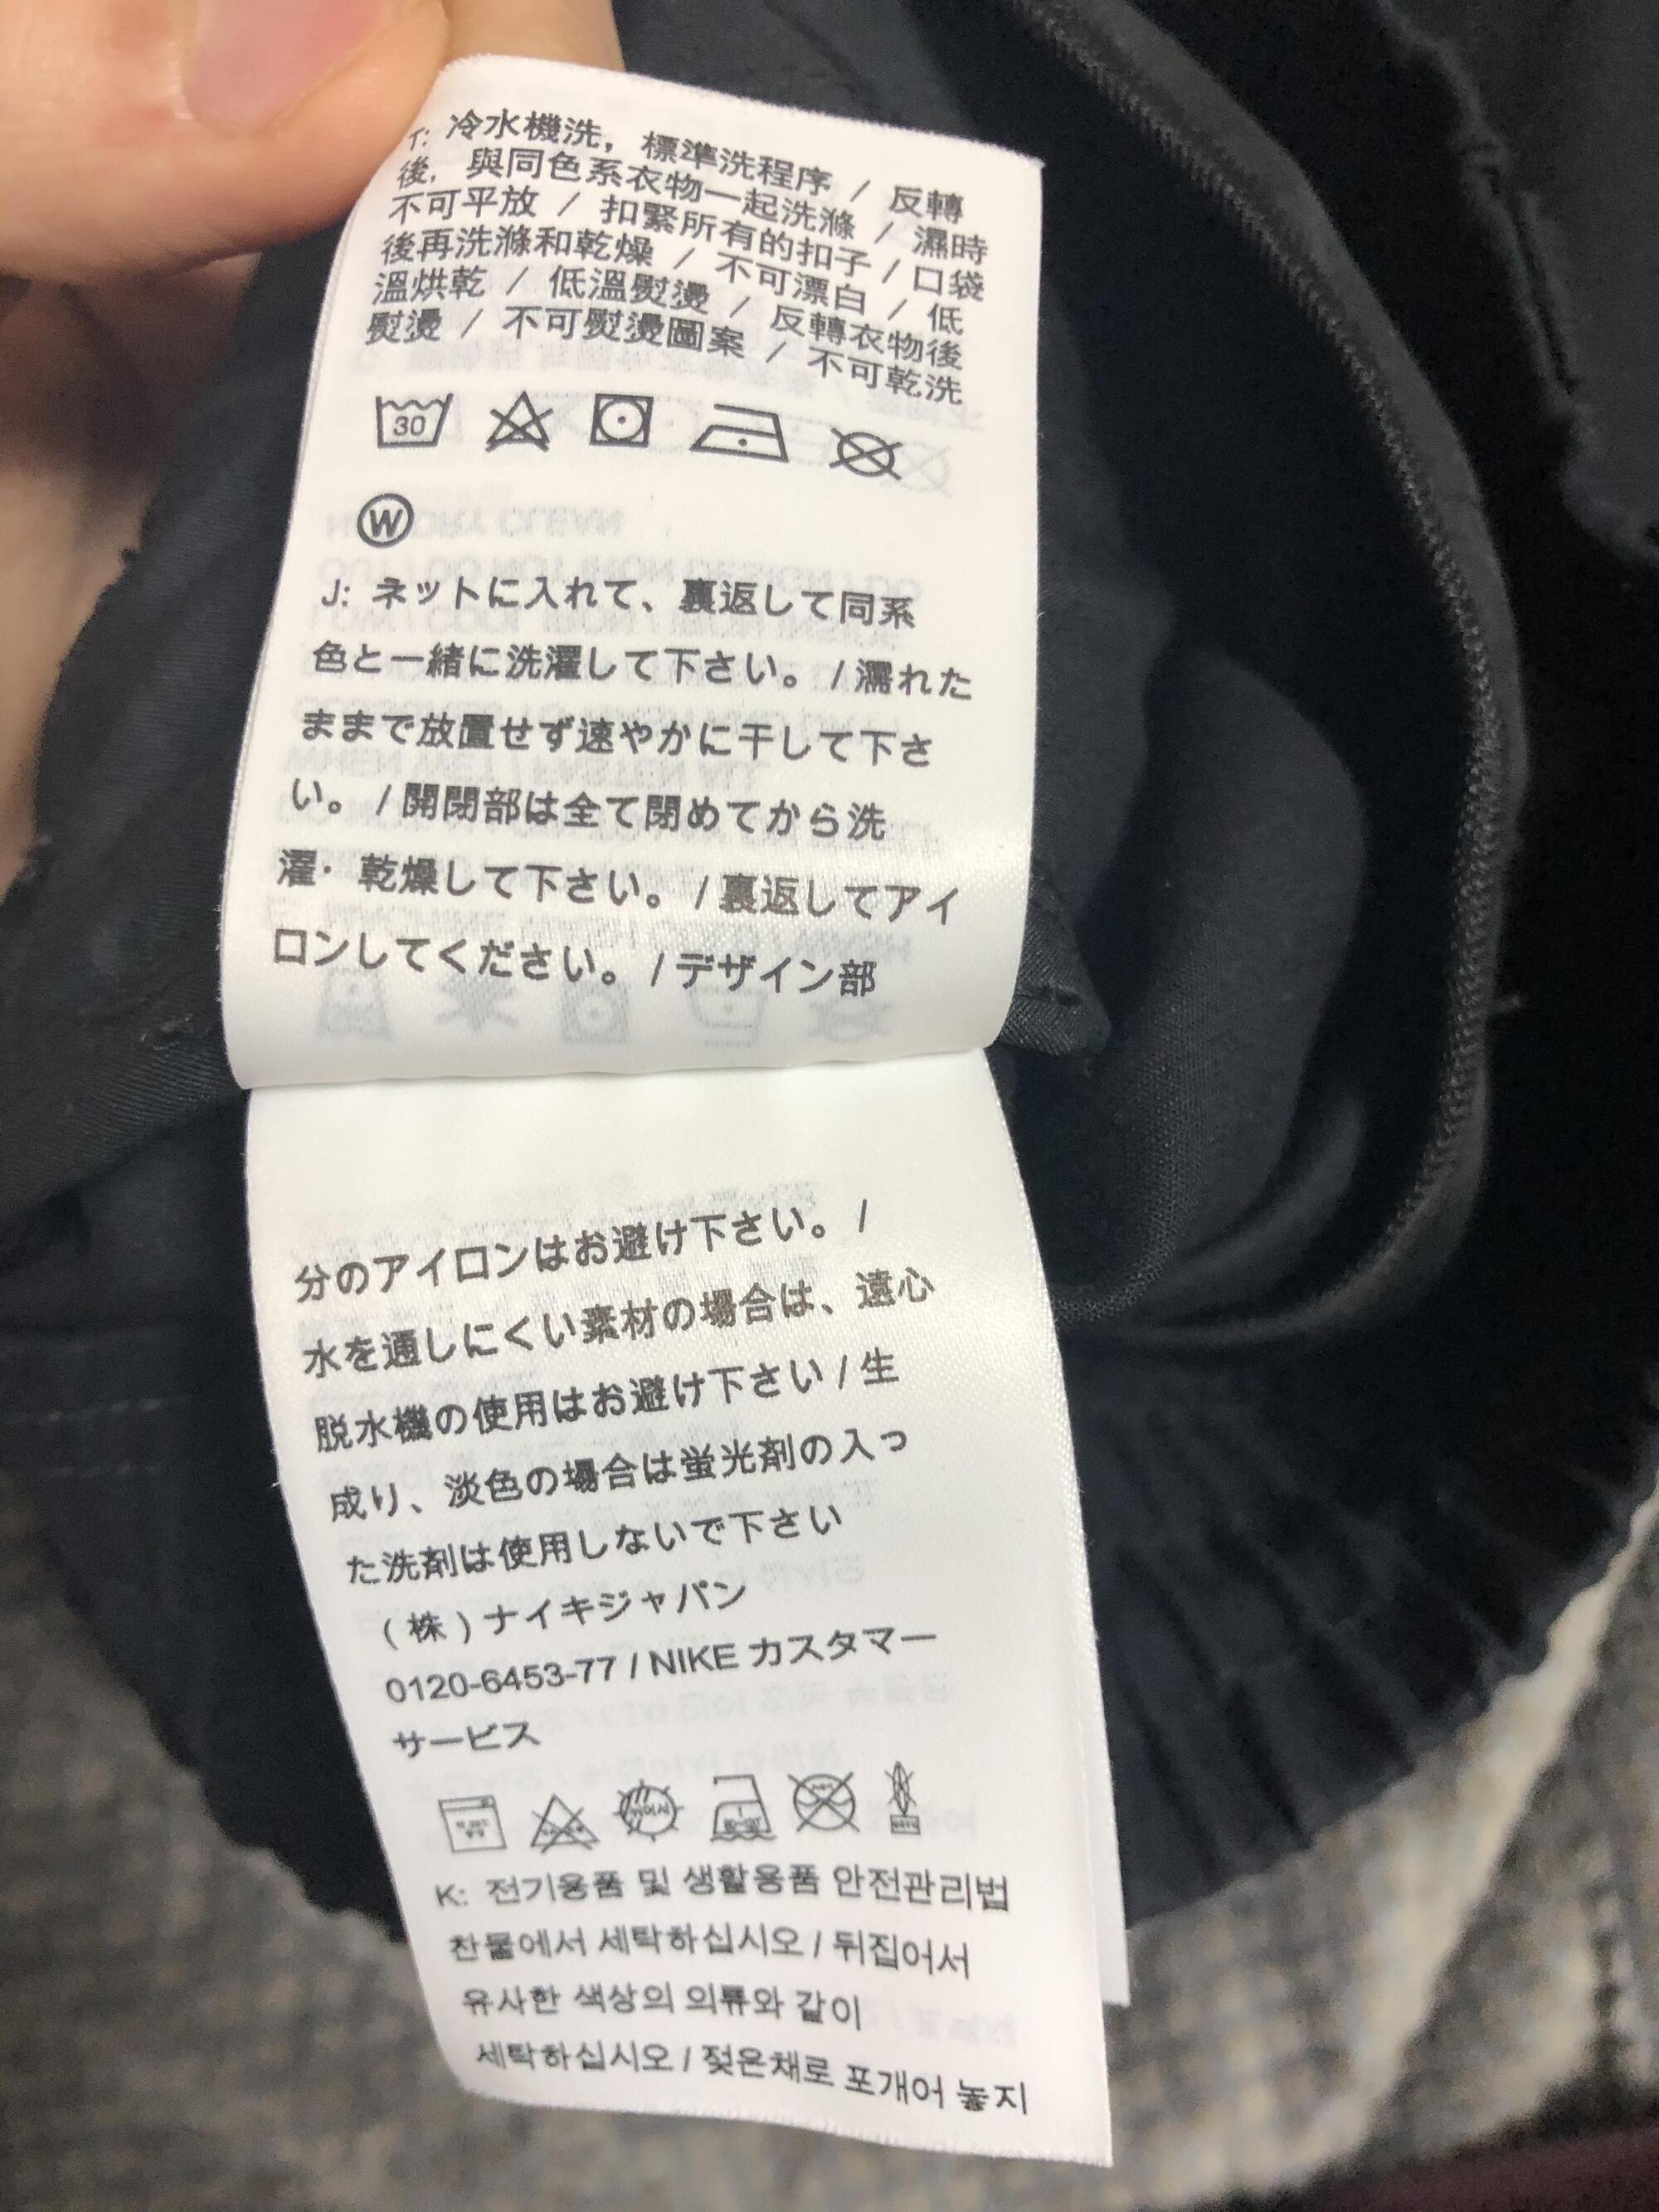 T: 冷水機洗，標準洗程序 / 反轉
後，與同色系衣物一起洗滌 / 濕時
不可平放 / 扣緊所有的扣子 / 口袋
後再洗滌和乾燥 / 不可漂白 / 低
溫烘乾 / 低溫熨燙 / 反轉衣物後
熨燙 / 不可熨燙圖案 / 不可乾洗
30
W
J: ネットに入れて、裏返して同系
色と一緒に洗濯して下さい。/ 濡れた
ままで放置せず速やかに干して下さ
い。/ 開閉部は全て閉めてから洗
濯・乾燥して下さい。/ 裏返してアイ
ロンしてください。/ デザイン部
分のアイロンはお避け下さい。/
水を通しにくい素材の場合は、遠心
脱水機の使用はお避け下さい / 生
成り、淡色の場合は蛍光剤の入っ
た洗剤は使用しないで下さい
(株) ナイキジャパン
0120-6453-77 / NIKE カスタマー
サービス
K: 전기용품 및 생활용품 안전관리법
찬물에서 세탁하십시오 / 뒤집어서
유사한 색상의 의류와 같이
세탁하십시오 / 젖은채로 포개어 놓지